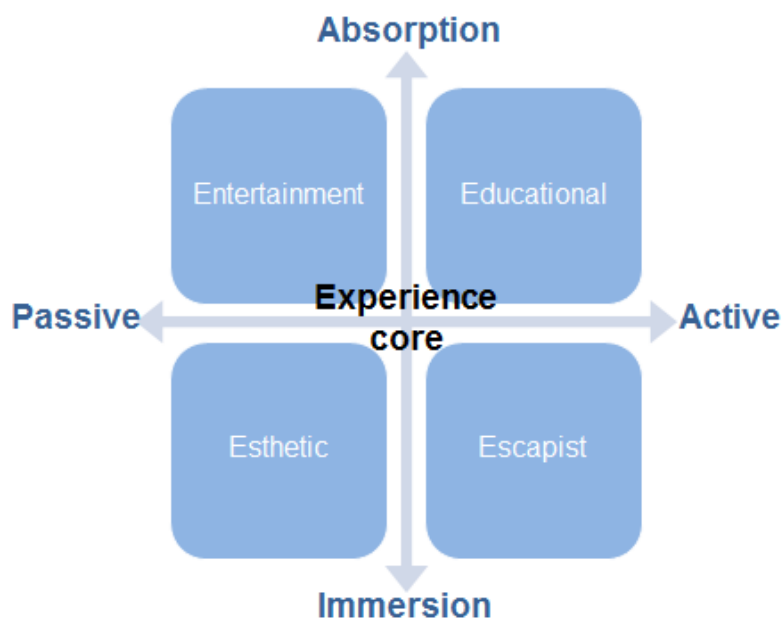 Absorption
Entertainment
Educational
Passive
Experience
core
Active
Esthetic
Escapist
Immersion